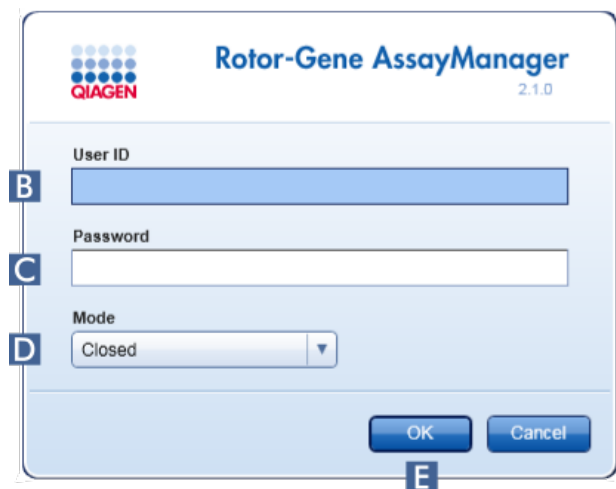 QIAGEN
Rotor-Gene AssayManager
2.1.0
User ID
B
Password
C
Mode
D
Closed
OK
Cancel
E